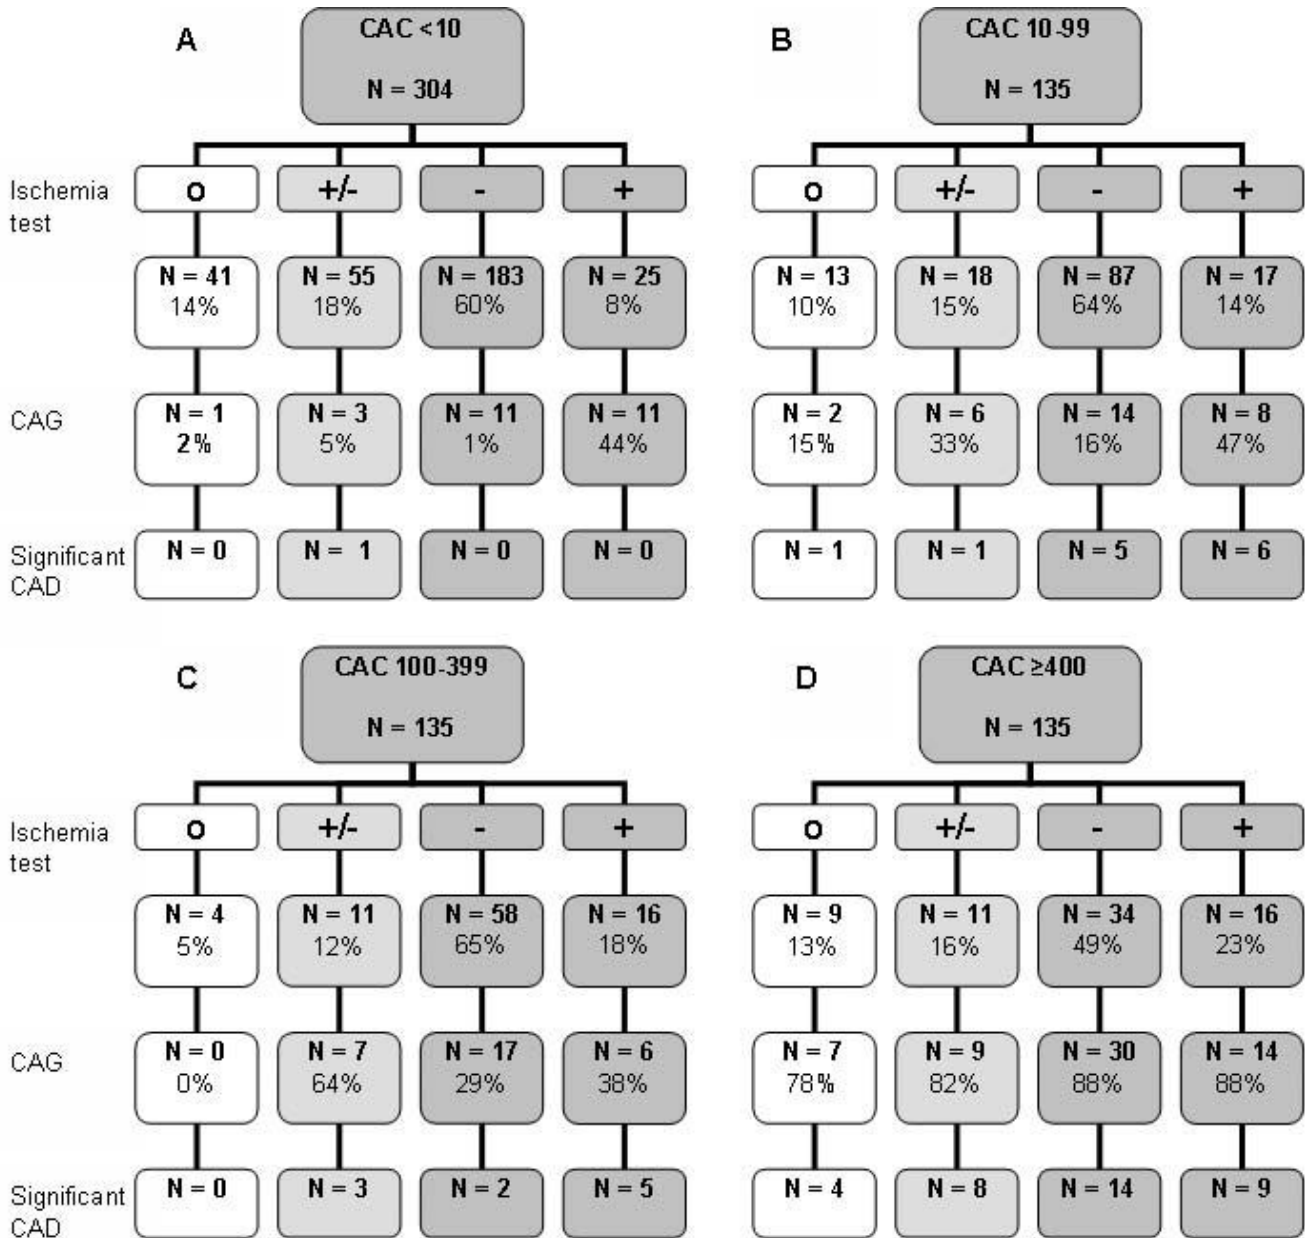 A
CAC <10
N = 304
B
CAC 10-99
N = 135
Ischemia
test
o
+/-
-
+
o
+/-
-
+
N = 41
14%
N = 55
18%
N = 183
60%
N = 25
8%
N = 13
10%
N = 18
15%
N = 87
64%
N = 17
14%
CAG
N = 1
2%
N = 3
5%
N = 11
1%
N = 11
44%
N = 2
15%
N = 6
33%
N = 14
16%
N = 8
47%
Significant
CAD
N = 0
N = 1
N = 0
N = 0
N = 1
N = 1
N = 5
N = 6
C
CAC 100-399
N = 135
D
CAC ≥400
N = 135
Ischemia
test
o
+/-
-
+
o
+/-
-
+
N = 4
5%
N = 11
12%
N = 58
65%
N = 16
18%
N = 9
13%
N = 11
16%
N = 34
49%
N = 16
23%
CAG
N = 0
0%
N = 7
64%
N = 17
29%
N = 6
38%
N = 7
78%
N = 9
82%
N = 30
88%
N = 14
88%
Significant
CAD
N = 0
N = 3
N = 2
N = 5
N = 4
N = 8
N = 14
N = 9